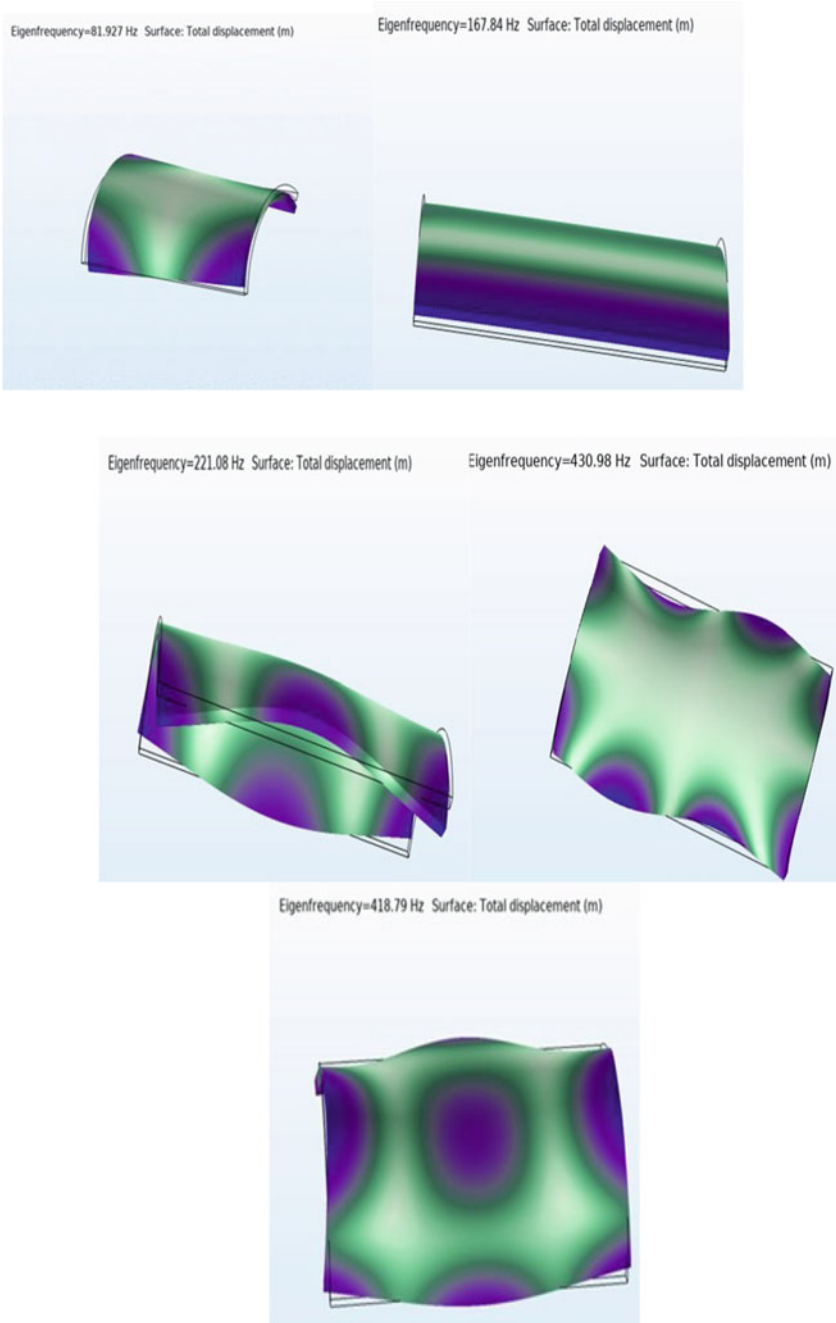 Eigenfrequency=81.927 Hz Surface: Total displacement (m)
Eigenfrequency=167.84 Hz Surface: Total displacement (m)
Eigenfrequency=221.08 Hz Surface: Total displacement (m)
Eigenfrequency=430.98 Hz Surface: Total displacement (m)
Eigenfrequency=418.79 Hz Surface: Total displacement (m)